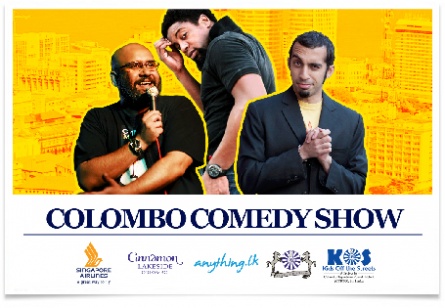 COLOMBO COMEDY SHOW
SINGAPORE
AIRLINES
Cinnamon
LAKESIDE
anything.lk
KOS
Kids Off the Streets